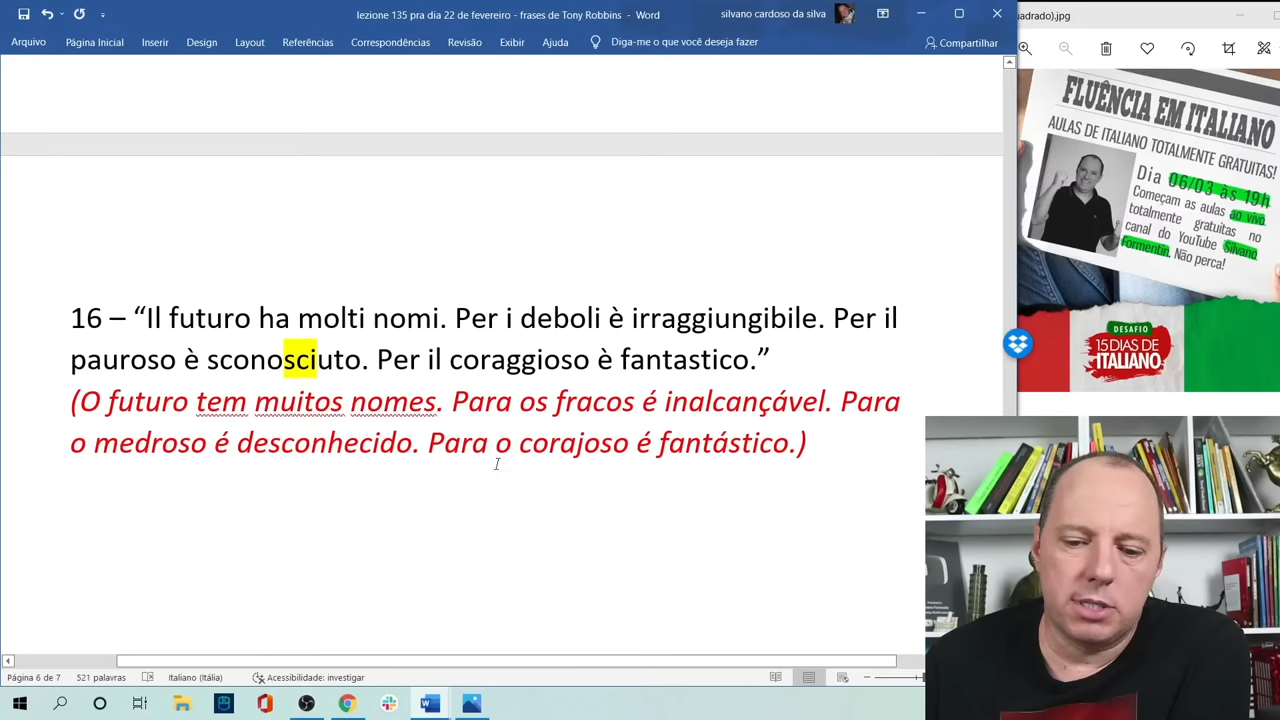 lezione 135 pra dia 22 de fevereiro - frases de Tony Robbins - Word
silvano cardoso da silva
uadrado).jpg
Arquivo Página Inicial Inserir Design Layout Referências Correspondências Revisão Exibir Ajuda Diga-me o que você deseja fazer Compartilhar
16 – “Il futuro ha molti nomi. Per i deboli è irraggiungibile. Per il
pauroso è sconosciuto. Per il coraggioso è fantastico.”
(O futuro tem muitos nomes. Para os fracos é inalcançável. Para
o medroso é desconhecido. Para o corajoso é fantástico.)
FLUÊNCIA EM ITALIANO
AULAS DE ITALIANO TOTALMENTE GRATUITAS!
Dia 06/03 às 19h
Começam as aulas ao vivo
totalmente gratuitas no
canal do YouTube Silvano
Formentin. Não perca!
DESAFIO
15 DIAS DE
ITALIANO
Página 6 de 7 521 palavras Italiano (Itália) Acessibilidade: investigar